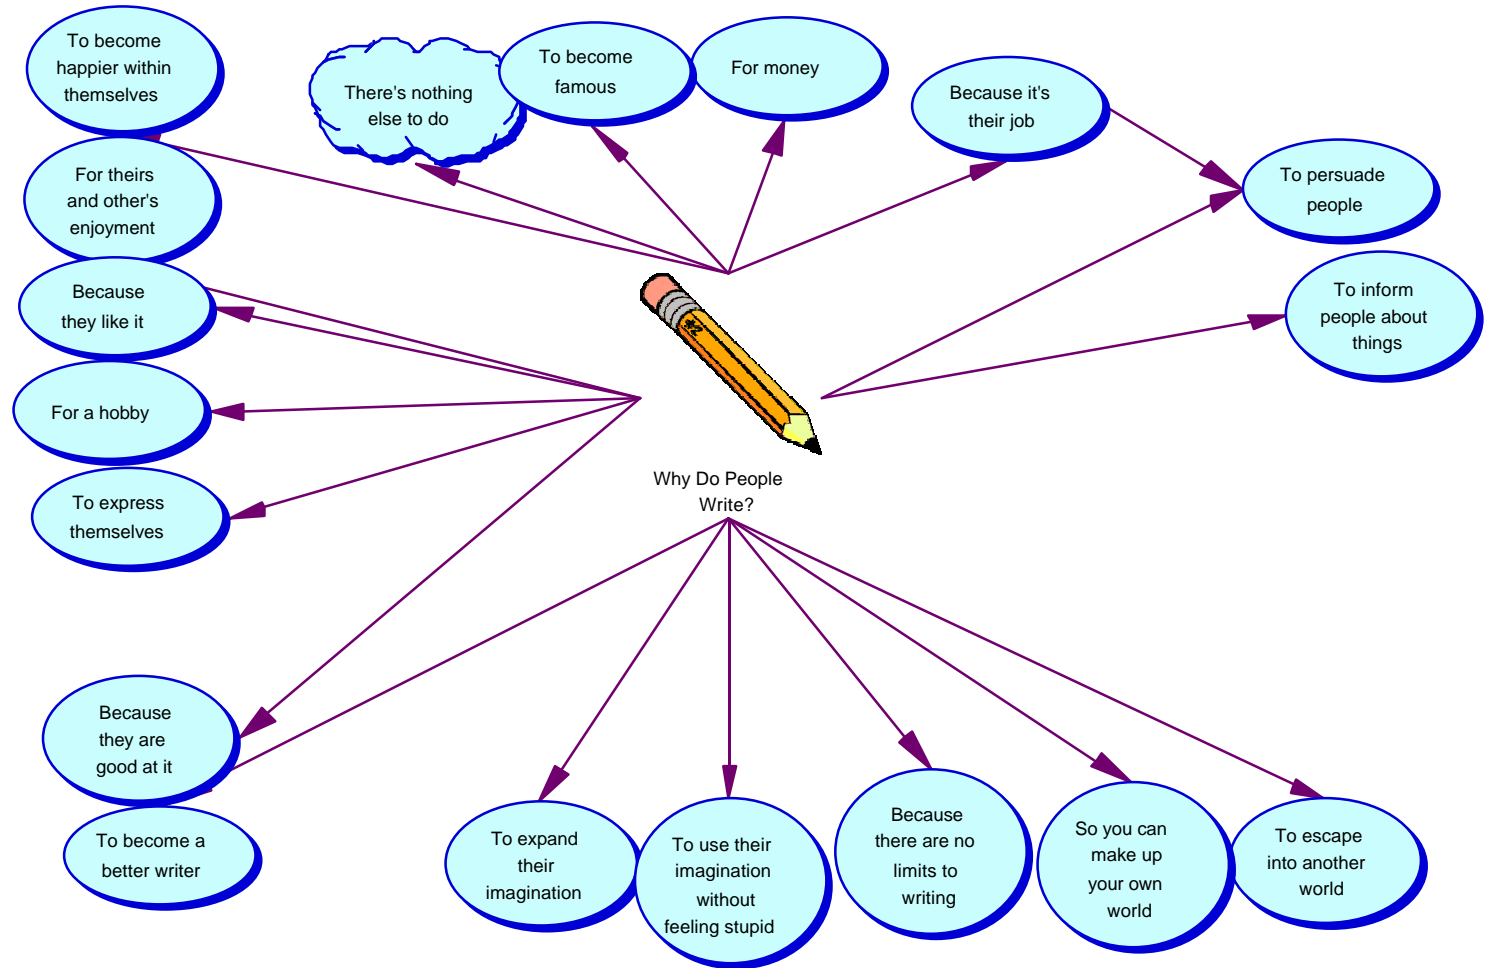 To become
happier within
themselves
There's nothing
else to do
To become
famous
For money
Because it's
their job
To persuade
people
For theirs
and other's
enjoyment
To inform
people about
things
Because
they like it
For a hobby
To express
themselves
Why Do People
Write?
Because
they are
good at it
To become a
better writer
To expand
their
imagination
To use their
imagination
without
feeling stupid
Because
there are no
limits to
writing
So you can
make up
your own
world
To escape
into another
world